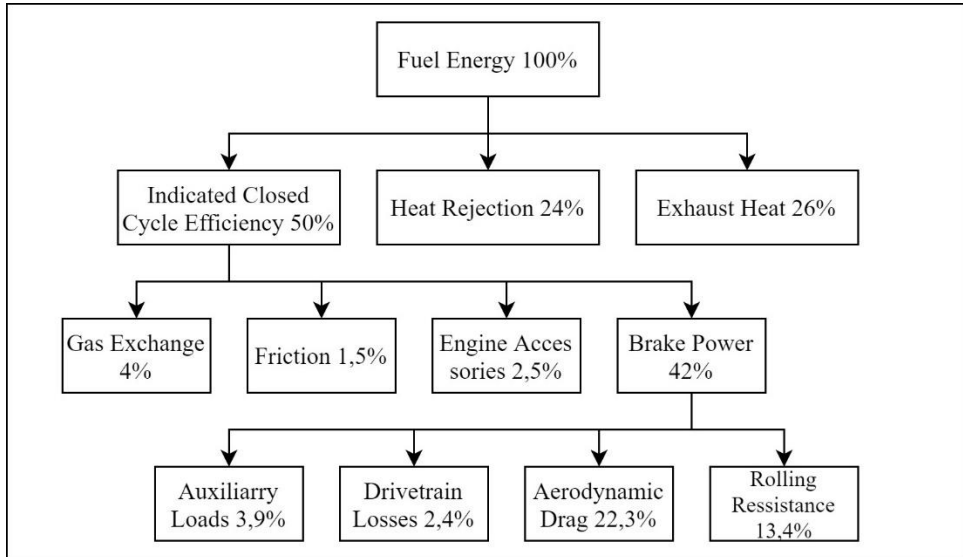 Fuel Energy 100%
Indicated Closed
Cycle Efficiency 50%
Heat Rejection 24%
Exhaust Heat 26%
Gas Exchange
4%
Friction 1,5%
Engine Acces
sories 2,5%
Brake Power
42%
Auxiliarry
Loads 3,9%
Drivetrain
Losses 2,4%
Aerodynamic
Drag 22,3%
Rolling
Ressistance
13,4%